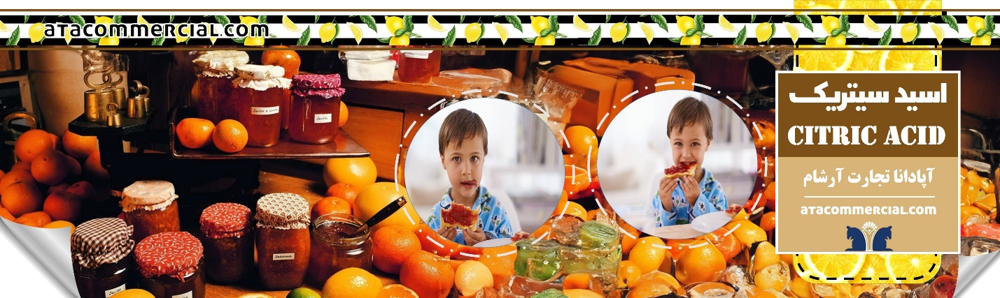 ATACOMMERCIAL.COM
اسید سیتریک
CITRIC ACID
آپادانا تجارت آرشام
ATACOMMERCIAL.COM